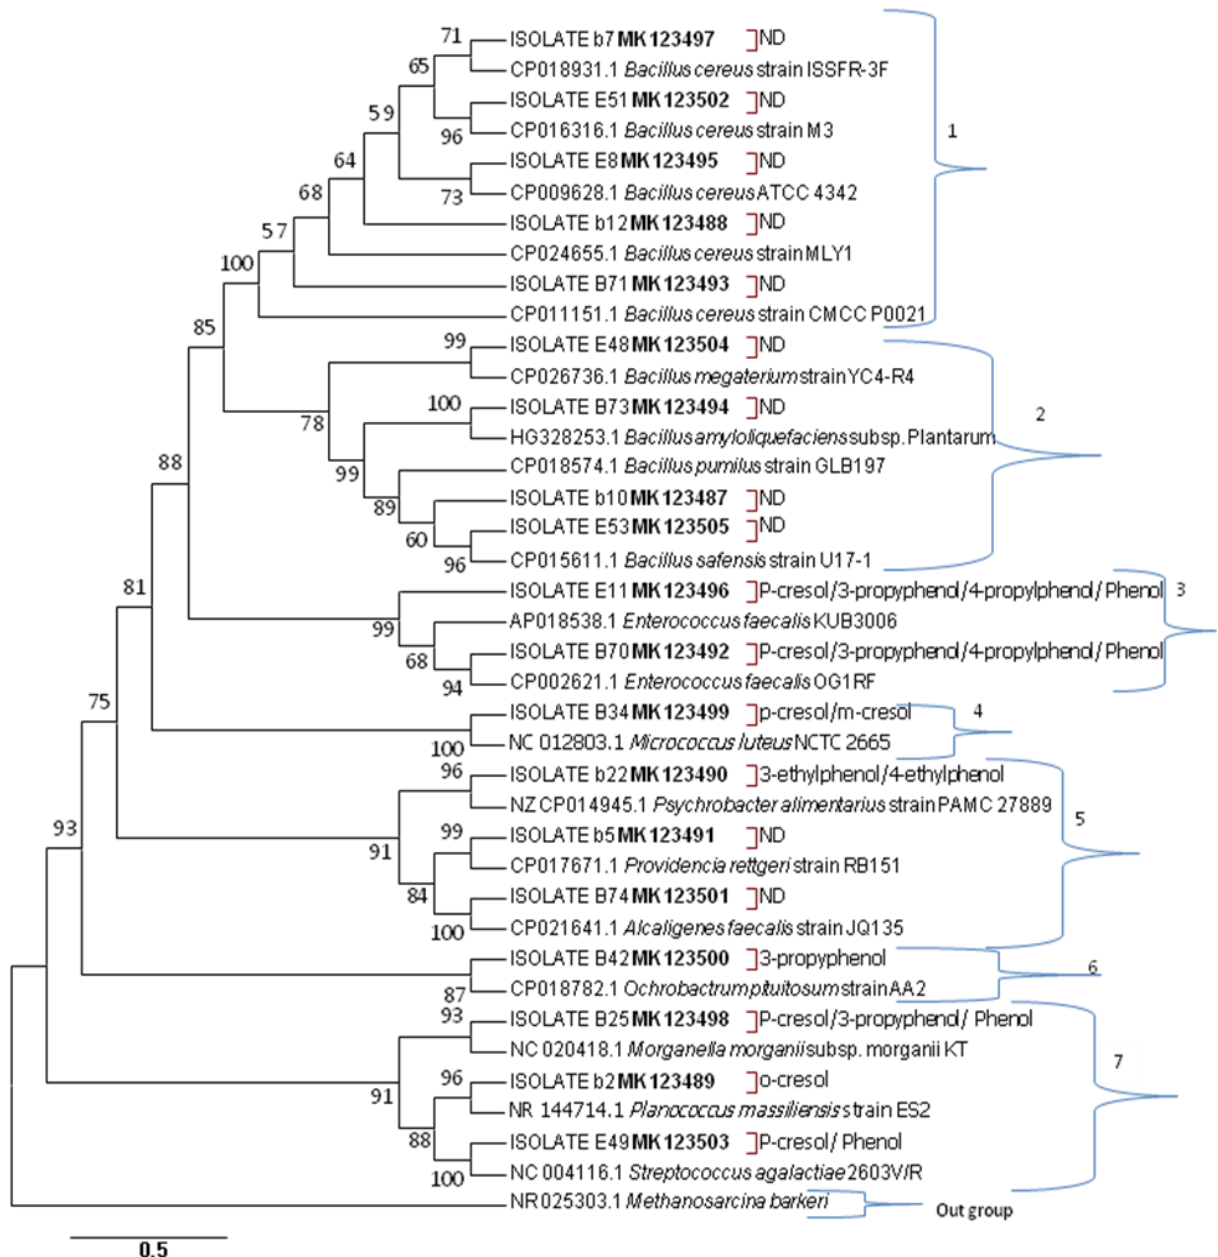 71 ISOLATE b7 MK123497 ND
65 CP018931.1 Bacillus cereus strain ISSFR-3F
ISOLATE E51 MK123502 ND
59
96 CP016316.1 Bacillus cereus strain M3 1
64 ISOLATE E8 MK123495 ND
73 CP009628.1 Bacillus cereus ATCC 4342
68
ISOLATE b12 MK123488 ND
57
CP024655.1 Bacillus cereus strain MLY1
100
ISOLATE B71 MK123493 ND
CP011151.1 Bacillus cereus strain CMCC P0021
85
99 ISOLATE E48 MK123504 ND
CP026736.1 Bacillus megaterium strain YC4-R4
100 ISOLATE B73 MK123494 ND
78 2
HG328253.1 Bacillus amyloliquefaciens subsp. Plantarum
88 99 CP018574.1 Bacillus pumilus strain GLB197
ISOLATE b10 MK123487 ND
89
ISOLATE E53 MK123505 ND
60
96 CP015611.1 Bacillus safensis strain U17-1
81 ISOLATE E11 MK123496 P-cresol/3-propyphenol/4-propylphenol/ Phenol 3
99 AP018538.1 Enterococcus faecalis KUB3006
68 ISOLATE B70 MK123492 P-cresol/3-propyphenol/4-propylphenol/ Phenol
94 CP002621.1 Enterococcus faecalis OG1RF
75
ISOLATE B34 MK123499 p-cresol/m-cresol 4
100 NC 012803.1 Micrococcus luteus NCTC 2665
96 ISOLATE b22 MK123490 3-ethylphenol/4-ethylphenol
NZ CP014945.1 Psychrobacter alimentarius strain PAMC 27889
5
93 99 ISOLATE b5 MK123491 ND
91
CP017671.1 Providencia rettgeri strain RB151
84 ISOLATE B74 MK123501 ND
100 CP021641.1 Alcaligenes faecalis strain JQ135
ISOLATE B42 MK123500 3-propyphenol
6
87 CP018782.1 Ochrobactrum pituitosum strain AA2
93 ISOLATE B25 MK123498 P-cresol/3-propyphenol/ Phenol
NC 020418.1 Morganella morganii subsp. morganii KT
7
96 ISOLATE b2 MK123489 o-cresol
91
NR 144714.1 Planococcus massiliensis strain ES2
88 ISOLATE E49 MK123503 P-cresol/ Phenol
100 NC 004116.1 Streptococcus agalactiae 2603V/R
NR 025303.1 Methanosarcina barkeri
Out group
0.5